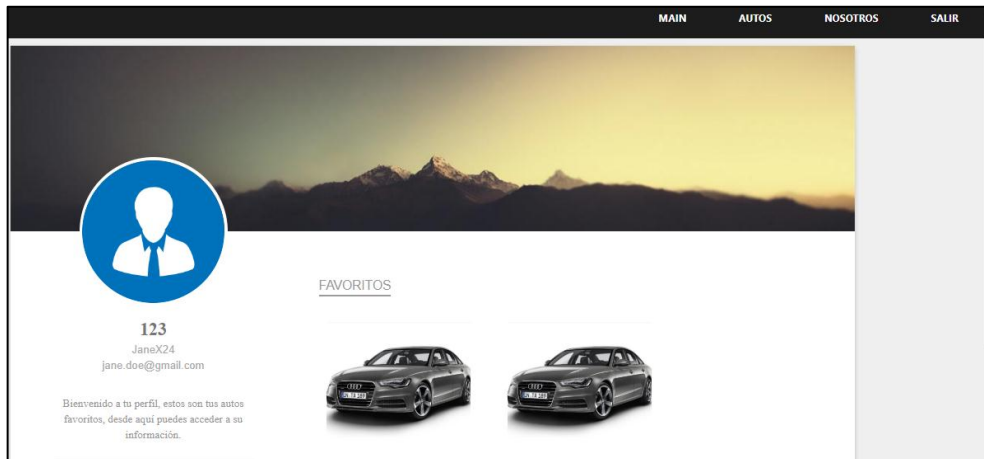 MAIN AUTOS NOSOTROS SALIR
FAVORITOS
123
JaneX24
jane.doe@gmail.com
Bienvenido a tu perfil, estos son tus autos
favoritos, desde aquí puedes acceder a su
información.